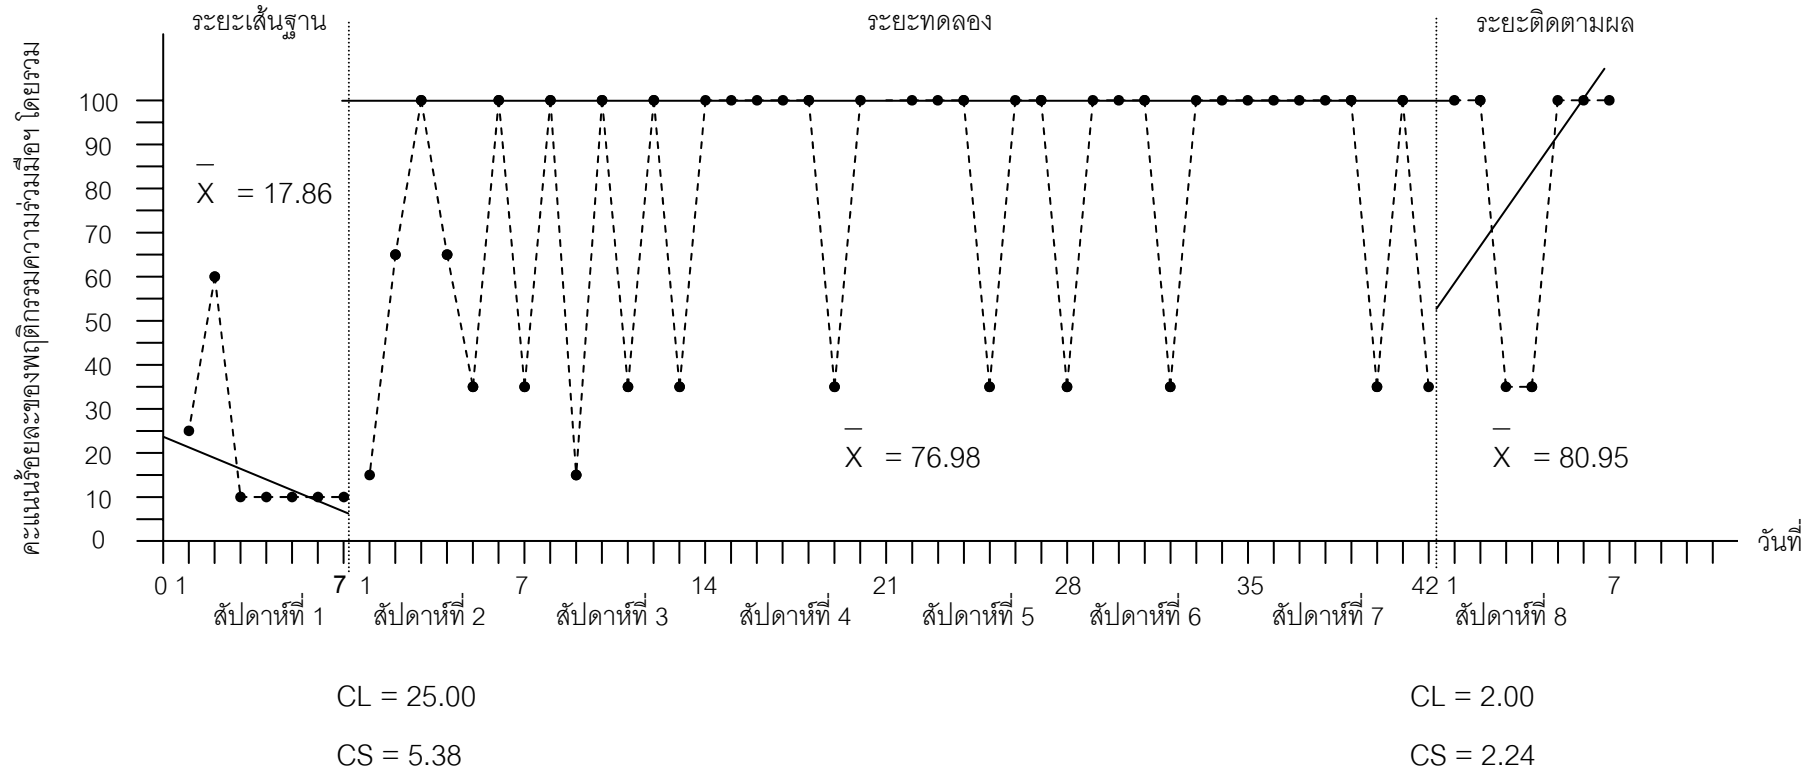 ระยะเส้นฐาน ระยะทดลอง ระยะติดตามผล
คะแนนร้อยละของพฤติกรรมความร่วมมือฯ โดยรวม
100
90
X̄ = 17.86
80
70
60
50
40
30
20
X̄ = 76.98 X̄ = 80.95
10
0
วันที่
0 1 7 1 7 14 21 28 35 42 1 7
สัปดาห์ที่ 1 สัปดาห์ที่ 2 สัปดาห์ที่ 3 สัปดาห์ที่ 4 สัปดาห์ที่ 5 สัปดาห์ที่ 6 สัปดาห์ที่ 7 สัปดาห์ที่ 8
CL = 25.00 CL = 2.00
CS = 5.38 CS = 2.24